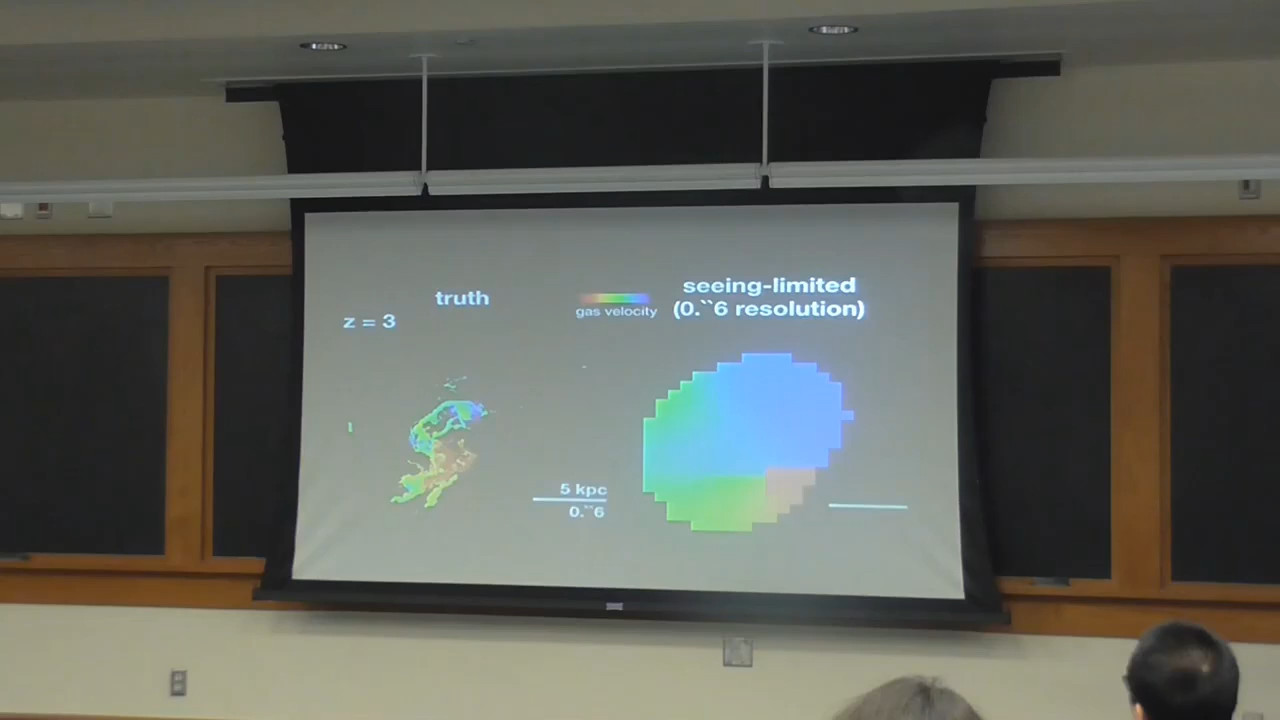 truth
z = 3
gas velocity
seeing-limited
(0.``6 resolution)
5 kpc
0.``6